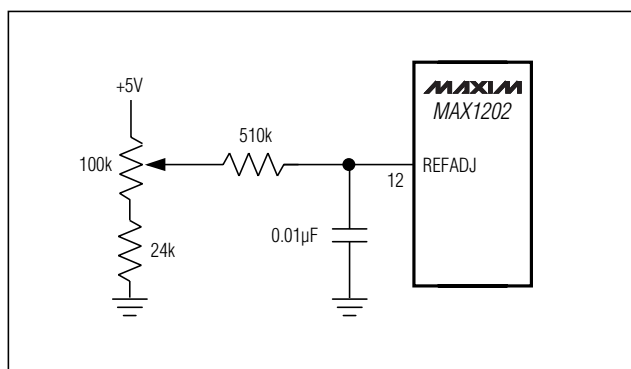 +5V
100k
24k
510k
0.01µF
12
REFADJ
MAXIM
MAX1202